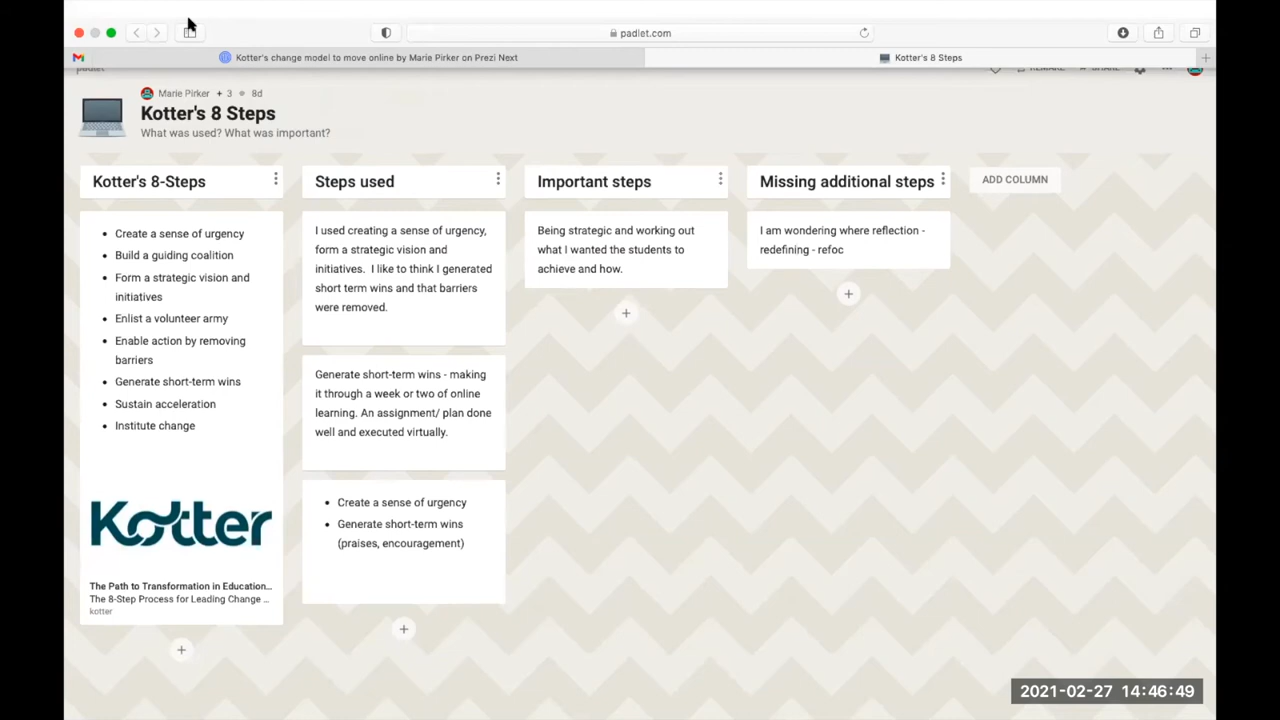 padlet.com
Kotter's change model to move online by Marie Pirker on Prezi Next
Kotter's 8 Steps
padlet
REMAKE
SHARE
Marie Pirker + 3 8d
Kotter's 8 Steps
What was used? What was important?
Kotter's 8-Steps
Create a sense of urgency
Build a guiding coalition
Form a strategic vision and
initiatives
Enlist a volunteer army
Enable action by removing
barriers
Generate short-term wins
Sustain acceleration
Institute change
Kotter
The Path to Transformation in Education...
The 8-Step Process for Leading Change ...
kotter
Steps used
I used creating a sense of urgency,
form a strategic vision and
initiatives. I like to think I generated
short term wins and that barriers
were removed.
Generate short-term wins - making
it through a week or two of online
learning. An assignment/ plan done
well and executed virtually.
Create a sense of urgency
Generate short-term wins
(praises, encouragement)
Important steps
Being strategic and working out
what I wanted the students to
achieve and how.
Missing additional steps
I am wondering where reflection -
redefining - refoc
ADD COLUMN
2021-02-27 14:46:49